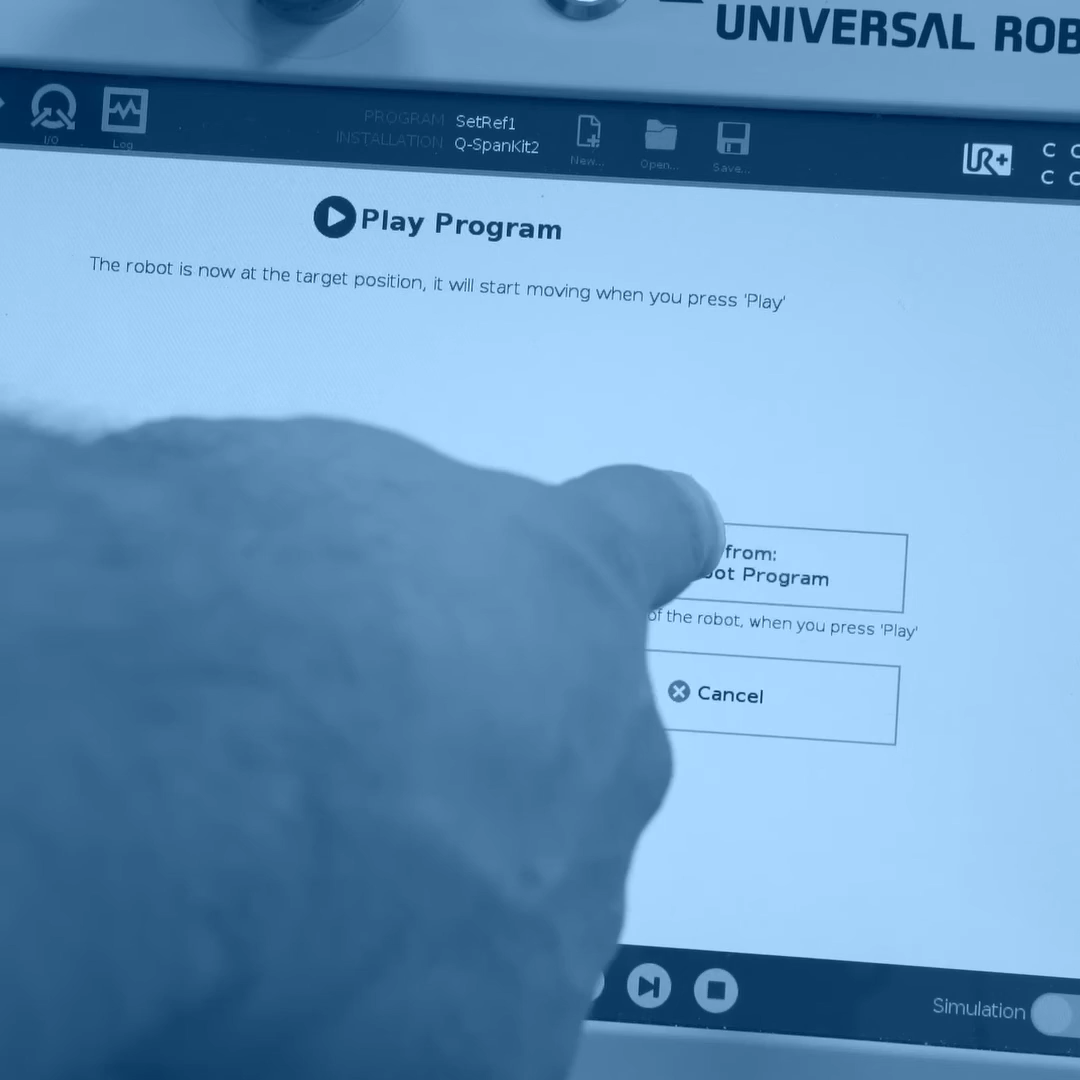 UNIVERSAL ROB
PROGRAM SetRef1
INSTALLATION Q-SpanKit2
I/O
Log
New...
Open...
Save...
UR+
C C
C C
Play Program
The robot is now at the target position, it will start moving when you press 'Play'
from:
ot Program
of the robot, when you press 'Play'
Cancel
Simulation